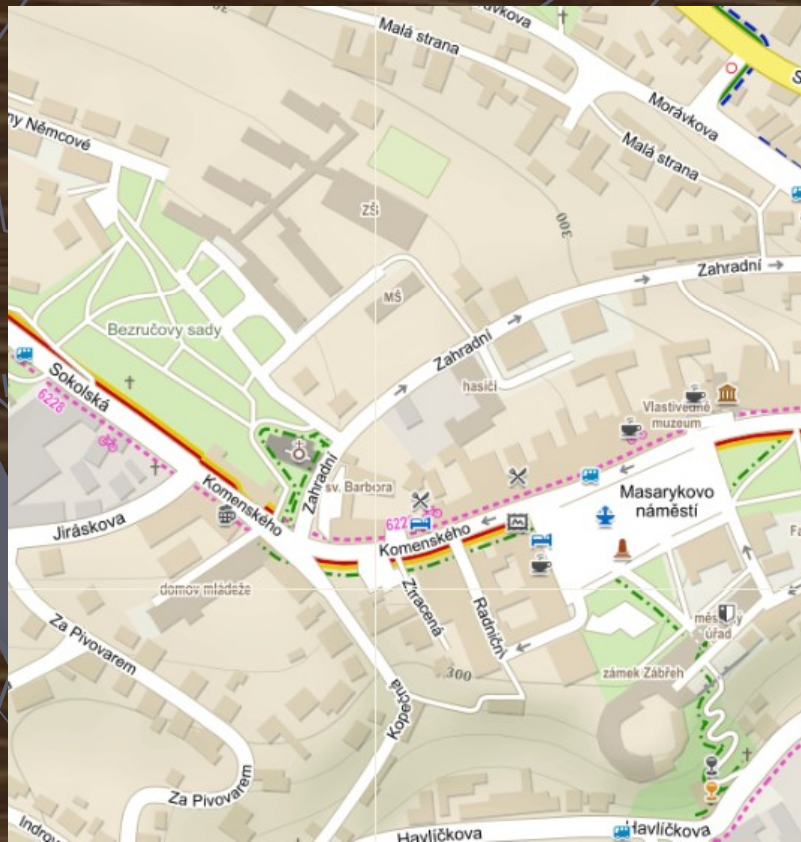 Malá strana
Morávkova
Malá strana
ny Němcové
ZŠ
300
Zahradní
MŠ
Bezručovy sady
Zahradní
hasiči
Sokolská
6228
Vlastivědné
muzeum
Zahradní
sv. Barbora
Masarykovo
náměstí
Komenského
622
Komenského
Jiráskova
domov mládeže
Ztracená
Radniční
úřad
Za Pivovarem
zámek Zábřeh
300
Kopečná
Za Pivovarem
Havlíčkova
Havlíčkova